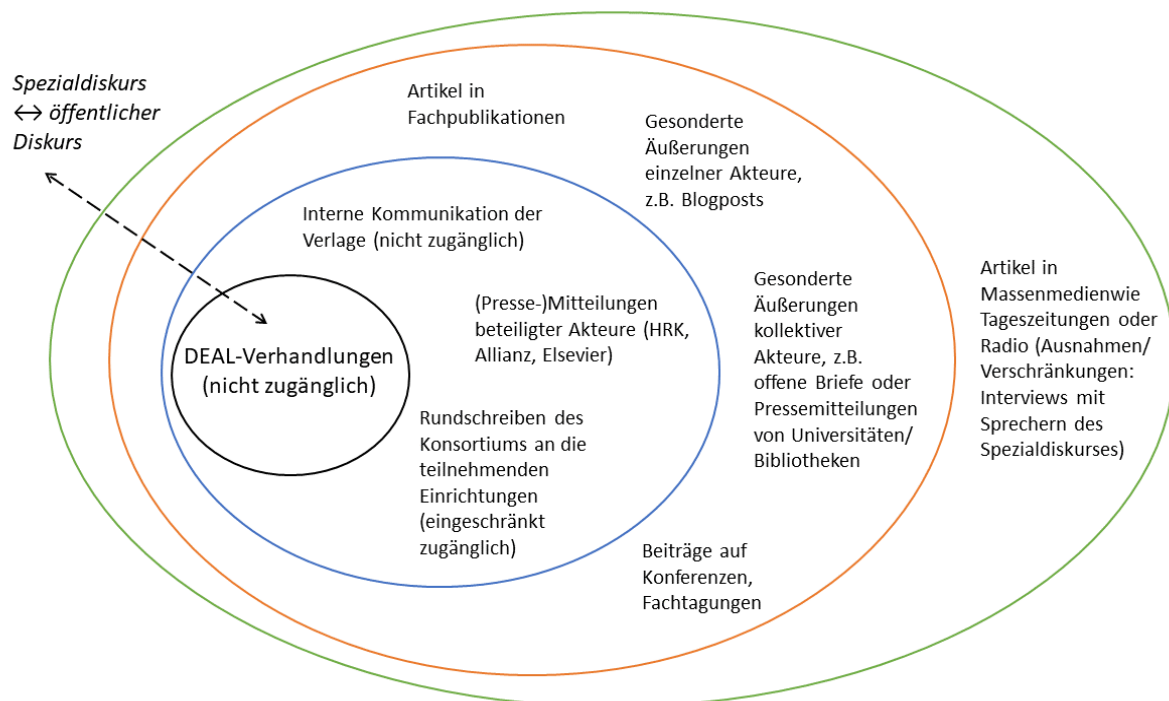 Spezialdiskurs
↔ öffentlicher
Diskurs
Artikel in
Fachpublikationen
Gesonderte
Äußerungen
einzelner Akteure,
z.B. Blogposts
Interne Kommunikation der
Verlage (nicht zugänglich)
(Presse-)Mitteilungen
beteiligter Akteure (HRK,
Allianz, Elsevier)
DEAL-Verhandlungen
(nicht zugänglich)
Rundschreiben des
Konsortiums an die
teilnehmenden
Einrichtungen
(eingeschränkt
zugänglich)
Gesonderte
Äußerungen
kollektiver
Akteure, z.B.
offene Briefe oder
Pressemitteilungen
von Universitäten/
Bibliotheken
Beiträge auf
Konferenzen,
Fachtagungen
Artikel in
Massenmedienwie
Tageszeitungen oder
Radio (Ausnahmen/
Verschränkungen:
Interviews mit
Sprechern des
Spezialdiskurses)